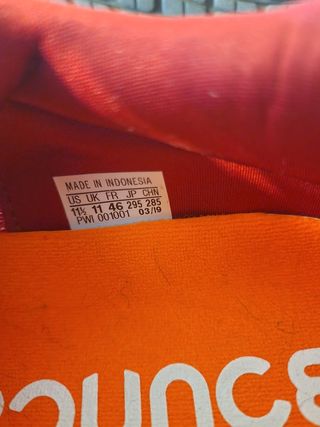 MADE IN INDONESIA
US UK FR JP CHN
11½ 11 46 295 285
PWI 001001 03/19
OUNCE